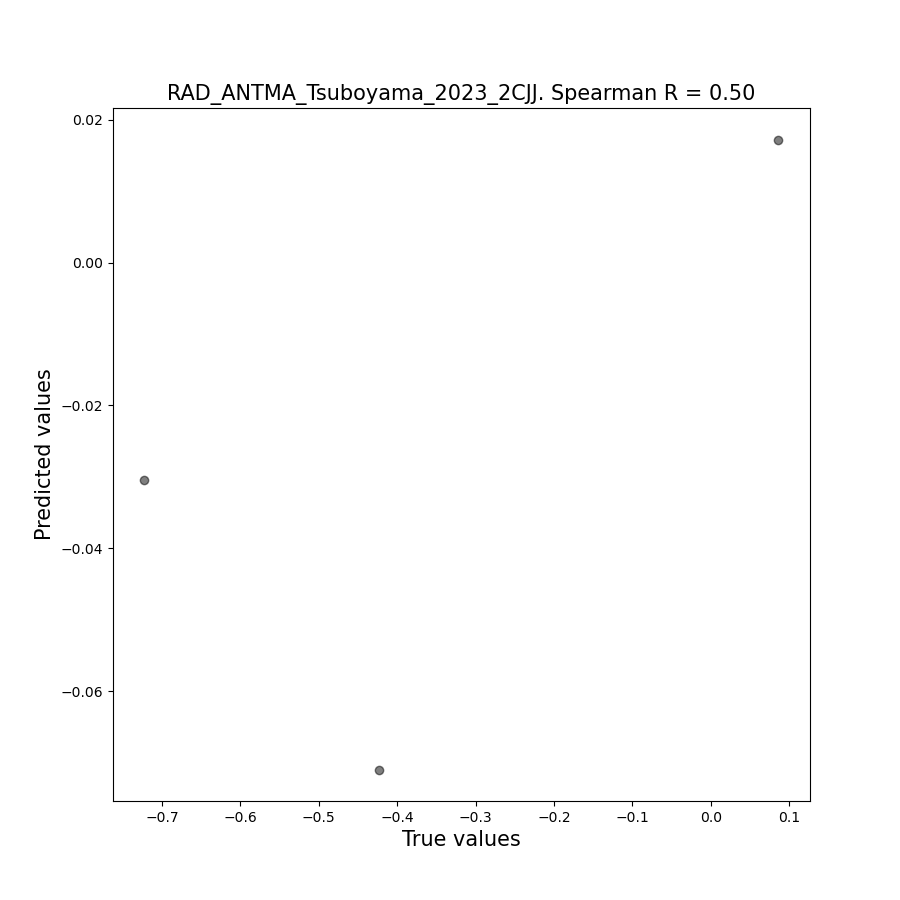 RAD_ANTMA_Tsuboyama_2023_2CJJ. Spearman R = 0.50
0.02
0.00
−0.02
−0.04
−0.06
Predicted values
−0.7 −0.6 −0.5 −0.4 −0.3 −0.2 −0.1 0.0 0.1
True values